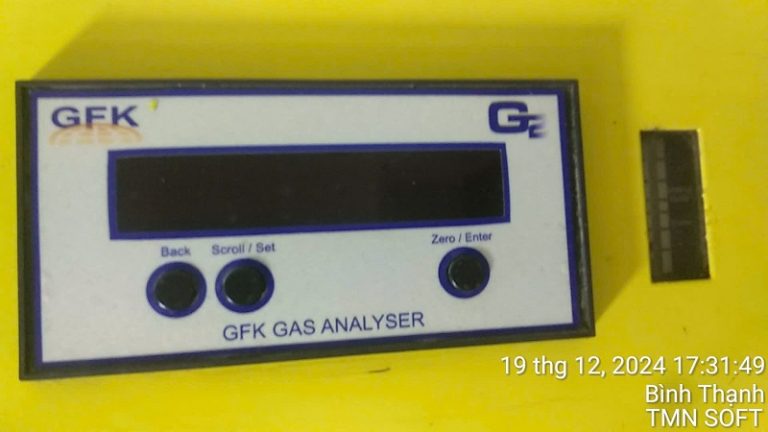 GFK
G2
Back
Scroll / Set
Zero / Enter
GFK GAS ANALYSER
19 thg 12, 2024 17:31:49
Bình Thạnh
TMN SOFT